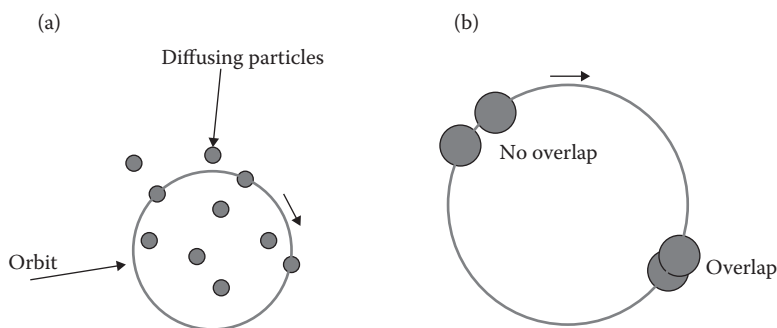 (a)
Diffusing particles
Orbit
(b)
No overlap
Overlap